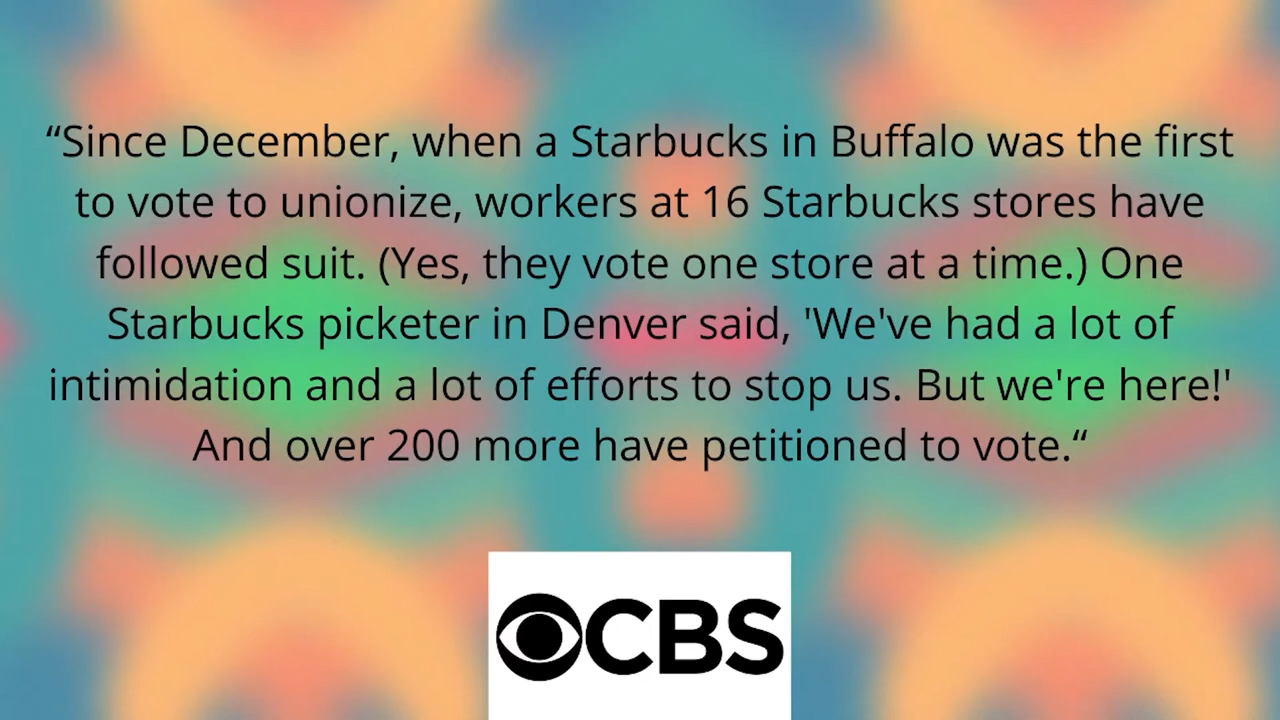 “Since December, when a Starbucks in Buffalo was the first
to vote to unionize, workers at 16 Starbucks stores have
followed suit. (Yes, they vote one store at a time.) One
Starbucks picketer in Denver said, 'We've had a lot of
intimidation and a lot of efforts to stop us. But we're here!'
And over 200 more have petitioned to vote.“
CBS